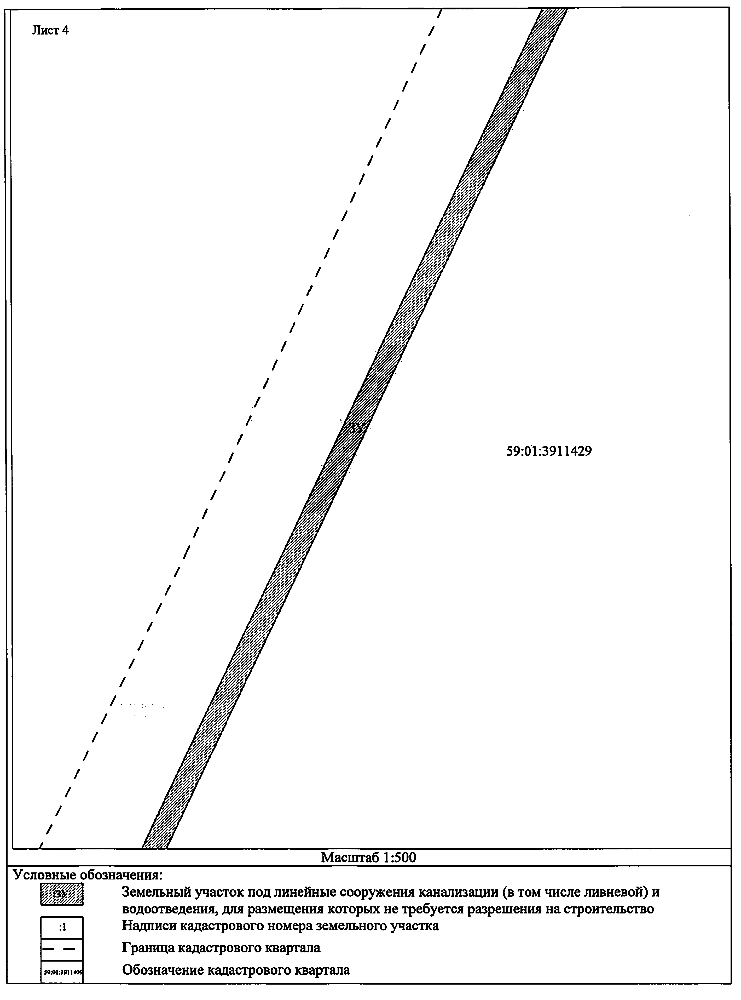 Лист 4
:ЗУ
59:01:3911429
Масштаб 1:500
Условные обозначения:
:ЗУ
Земельный участок под линейные сооружения канализации (в том числе ливневой) и
водоотведения, для размещения которых не требуется разрешения на строительство
:1
Надписи кадастрового номера земельного участка
Граница кадастрового квартала
59:01:3911409
Обозначение кадастрового квартала